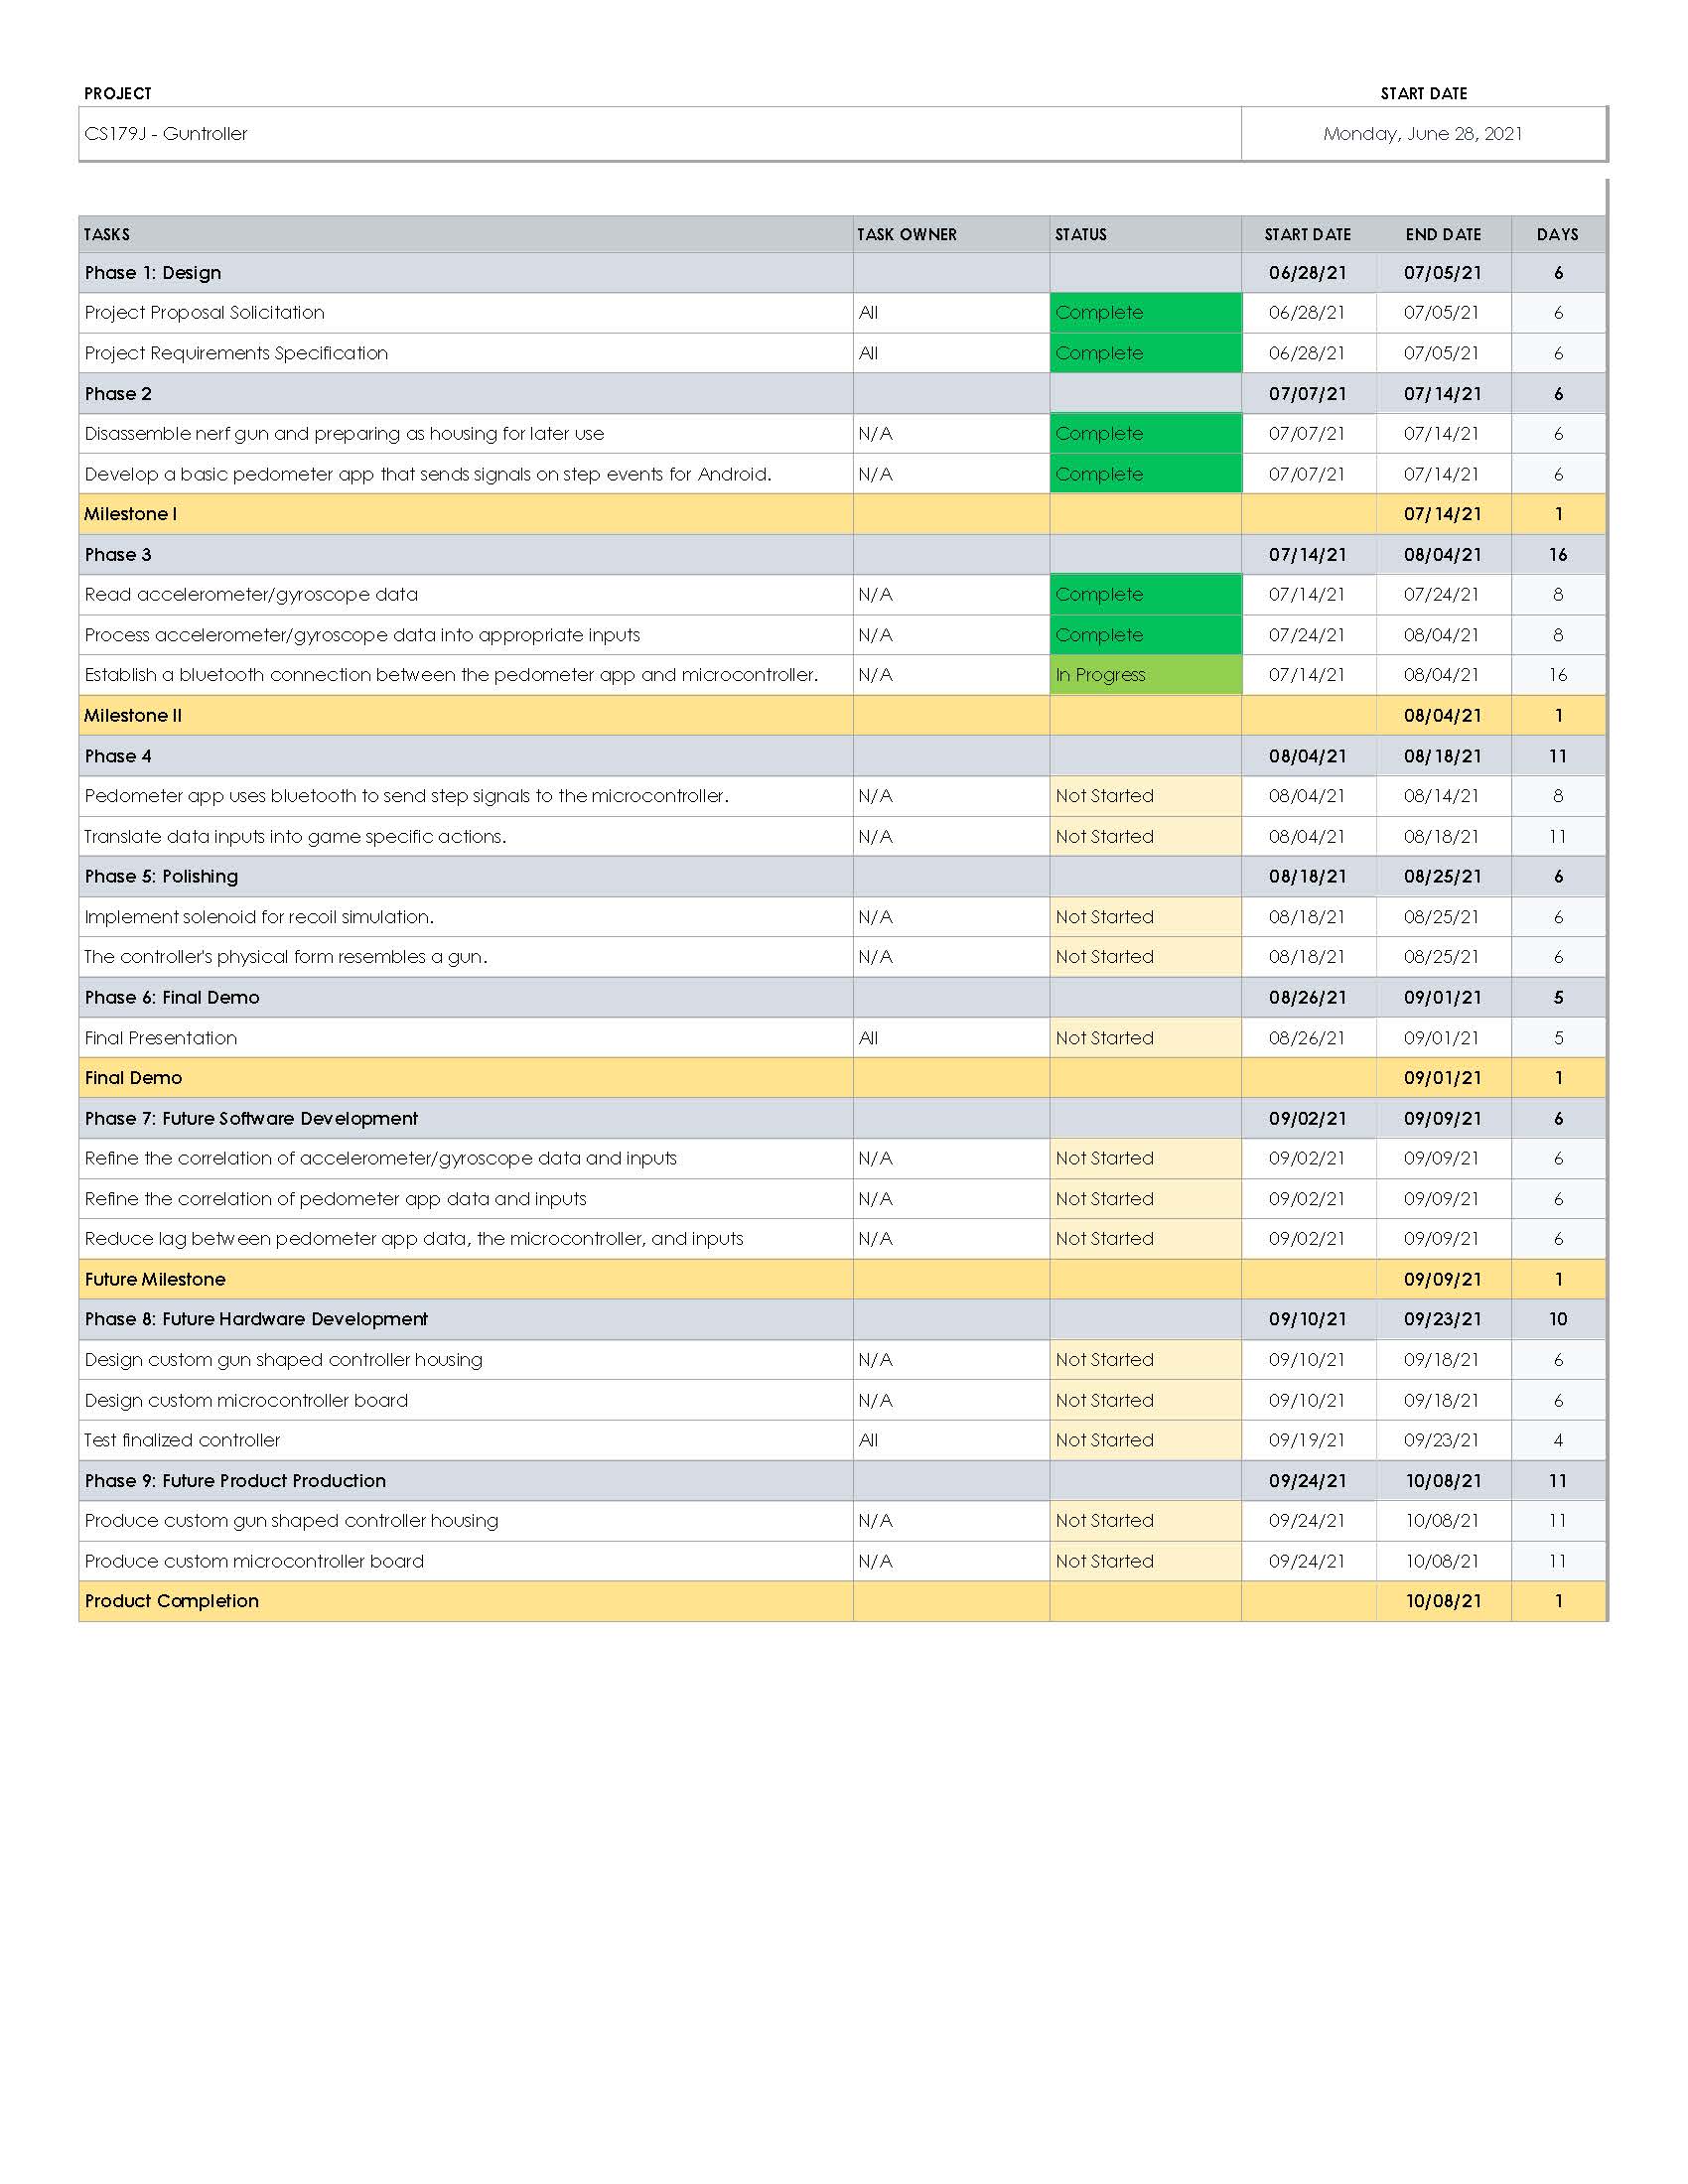 PROJECT START DATE
CS179J - Guntroller Monday, June 28, 2021
TASKS TASK OWNER STATUS START DATE END DATE DAYS
Phase 1: Design 06/28/21 07/05/21 6
Project Proposal Solicitation All Complete 06/28/21 07/05/21 6
Project Requirements Specification All Complete 06/28/21 07/05/21 6
Phase 2 07/07/21 07/14/21 6
Disassemble nerf gun and preparing as housing for later use N/A Complete 07/07/21 07/14/21 6
Develop a basic pedometer app that sends signals on step events for Android. N/A Complete 07/07/21 07/14/21 6
Milestone I 07/14/21 1
Phase 3 07/14/21 08/04/21 16
Read accelerometer/gyroscope data N/A Complete 07/14/21 07/24/21 8
Process accelerometer/gyroscope data into appropriate inputs N/A Complete 07/24/21 08/04/21 8
Establish a bluetooth connection between the pedometer app and microcontroller. N/A In Progress 07/14/21 08/04/21 16
Milestone II 08/04/21 1
Phase 4 08/04/21 08/18/21 11
Pedometer app uses bluetooth to send step signals to the microcontroller. N/A Not Started 08/04/21 08/14/21 8
Translate data inputs into game specific actions. N/A Not Started 08/04/21 08/18/21 11
Phase 5: Polishing 08/18/21 08/25/21 6
Implement solenoid for recoil simulation. N/A Not Started 08/18/21 08/25/21 6
The controller's physical form resembles a gun. N/A Not Started 08/18/21 08/25/21 6
Phase 6: Final Demo 08/26/21 09/01/21 5
Final Presentation All Not Started 08/26/21 09/01/21 5
Final Demo 09/01/21 1
Phase 7: Future Software Development 09/02/21 09/09/21 6
Refine the correlation of accelerometer/gyroscope data and inputs N/A Not Started 09/02/21 09/09/21 6
Refine the correlation of pedometer app data and inputs N/A Not Started 09/02/21 09/09/21 6
Reduce lag between pedometer app data, the microcontroller, and inputs N/A Not Started 09/02/21 09/09/21 6
Future Milestone 09/09/21 1
Phase 8: Future Hardware Development 09/10/21 09/23/21 10
Design custom gun shaped controller housing N/A Not Started 09/10/21 09/18/21 6
Design custom microcontroller board N/A Not Started 09/10/21 09/18/21 6
Test finalized controller All Not Started 09/19/21 09/23/21 4
Phase 9: Future Product Production 09/24/21 10/08/21 11
Produce custom gun shaped controller housing N/A Not Started 09/24/21 10/08/21 11
Produce custom microcontroller board N/A Not Started 09/24/21 10/08/21 11
Product Completion 10/08/21 1